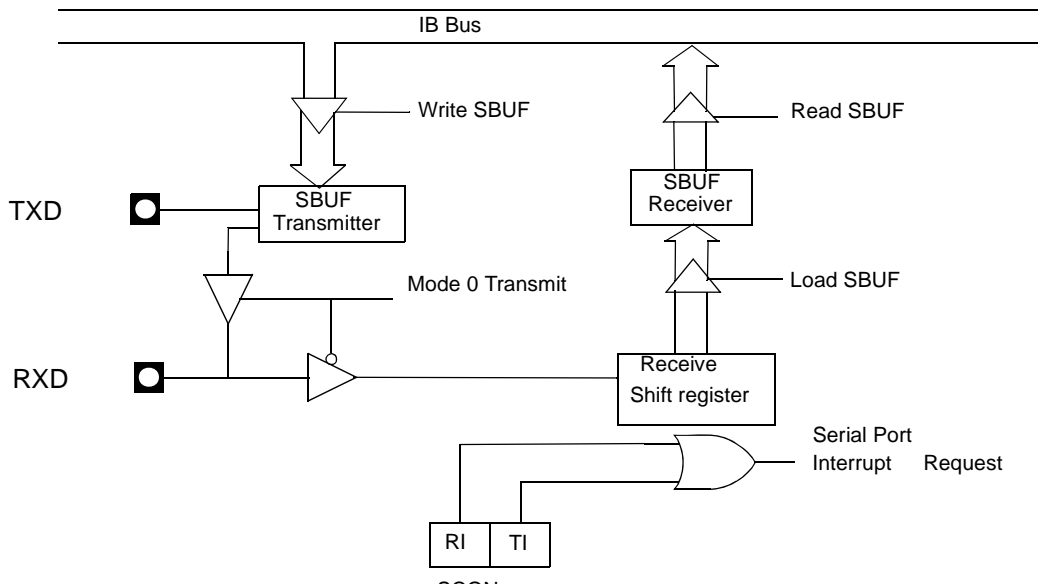 IB Bus
Write SBUF
Read SBUF
SBUF
Transmitter
SBUF
Receiver
TXD
Mode 0 Transmit
Load SBUF
RXD
Receive
Shift register
Serial Port
Interrupt Request
RI TI